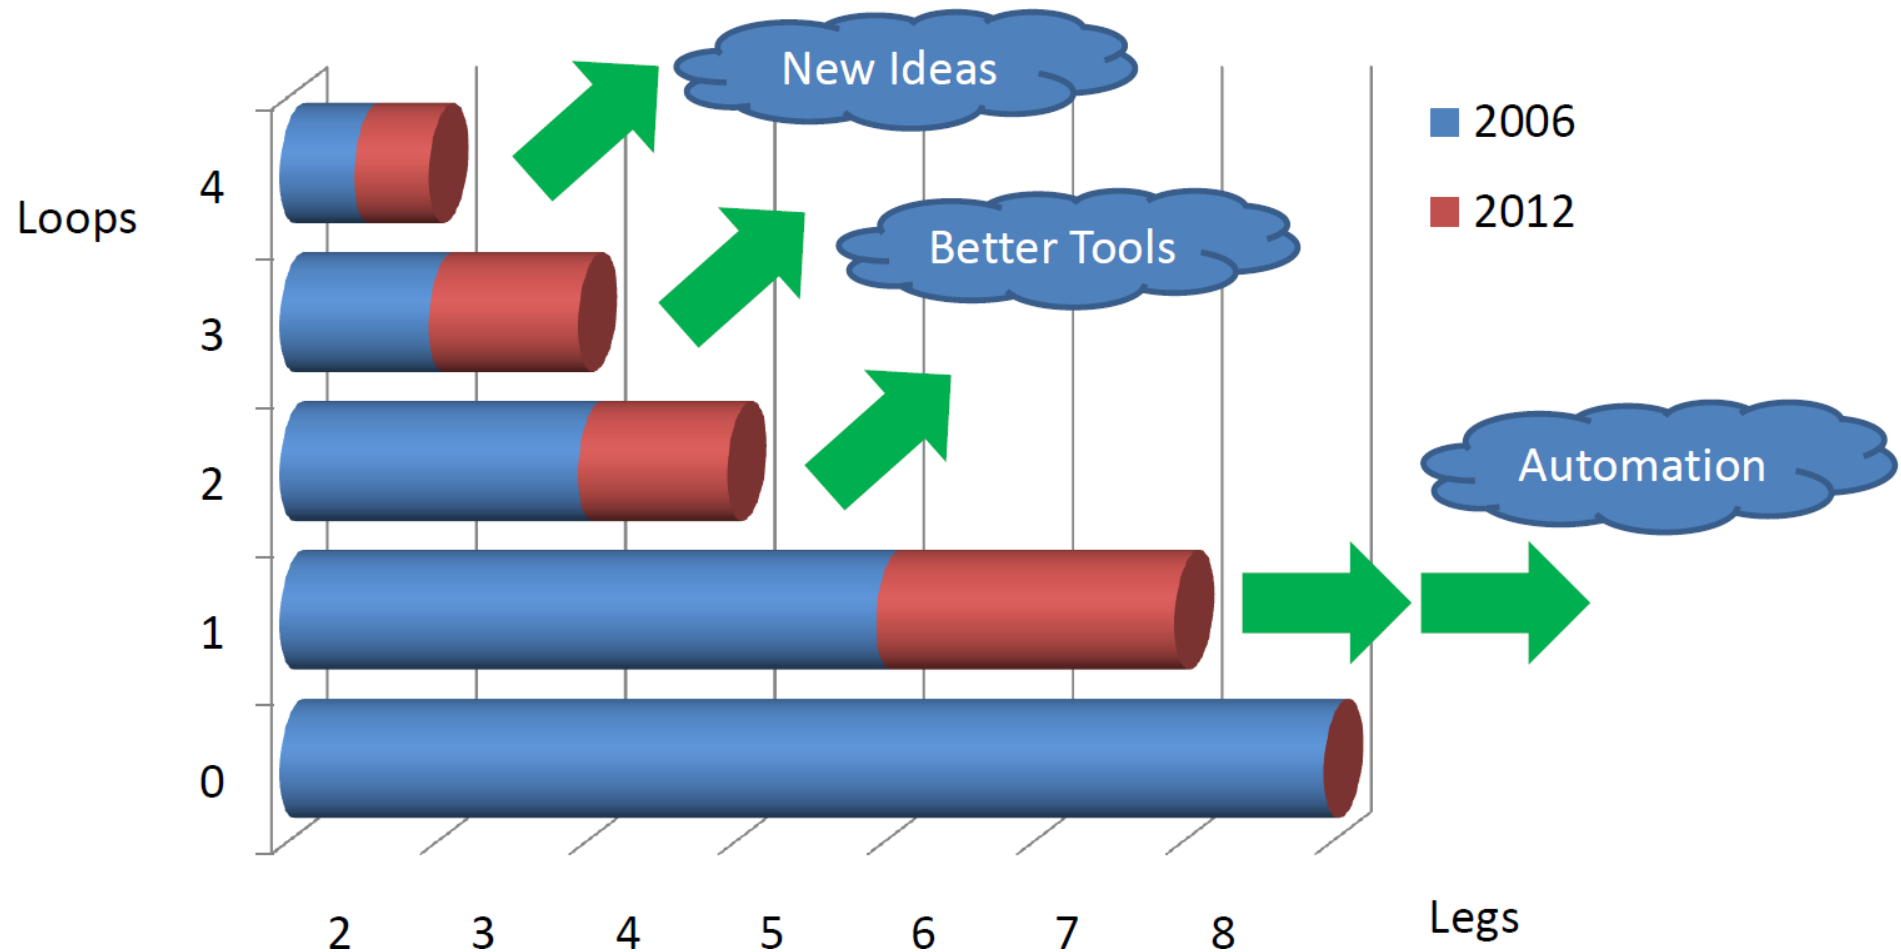 New Ideas
2006
2012
Loops
4
Better Tools
3
2
Automation
1
0
2 3 4 5 6 7 8 Legs